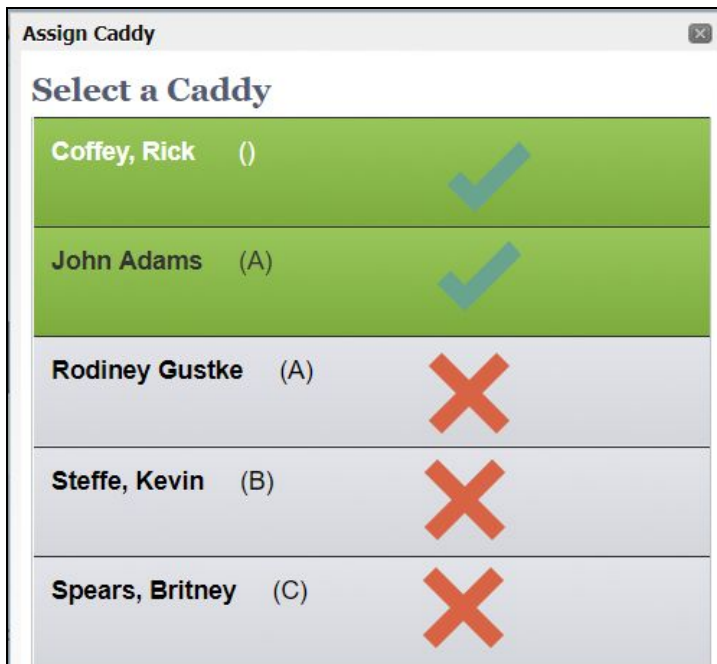 Assign Caddy
Select a Caddy
Coffey, Rick ()
John Adams (A)
Rodiney Gustke (A)
Steffe, Kevin (B)
Spears, Britney (C)